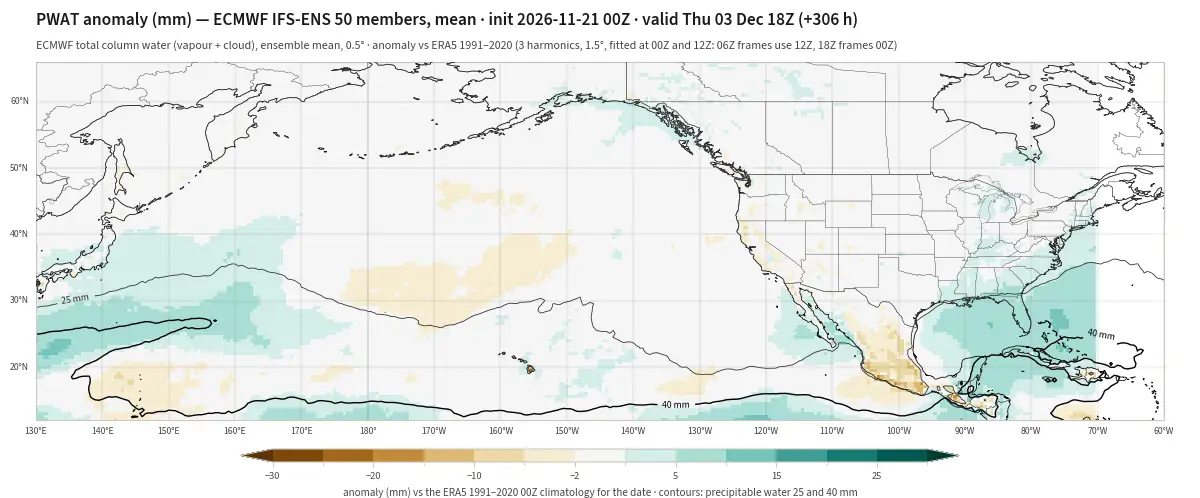 PWAT anomaly (mm) — ECMWF IFS-ENS 50 members, mean · init 2026-11-21 00Z · valid Thu 03 Dec 18Z (+306 h)
ECMWF total column water (vapour + cloud), ensemble mean, 0.5° · anomaly vs ERA5 1991–2020 (3 harmonics, 1.5°, fitted at 00Z and 12Z: 06Z frames use 12Z, 18Z frames 00Z)
60°N
50°N
40°N
30°N
20°N
25 mm
40 mm
40 mm
130°E 140°E 150°E 160°E 170°E 180° 170°W 160°W 150°W 140°W 130°W 120°W 110°W 100°W 90°W 80°W 70°W 60°W
−30 −20 −10 −2 5 15 25
anomaly (mm) vs the ERA5 1991–2020 00Z climatology for the date · contours: precipitable water 25 and 40 mm